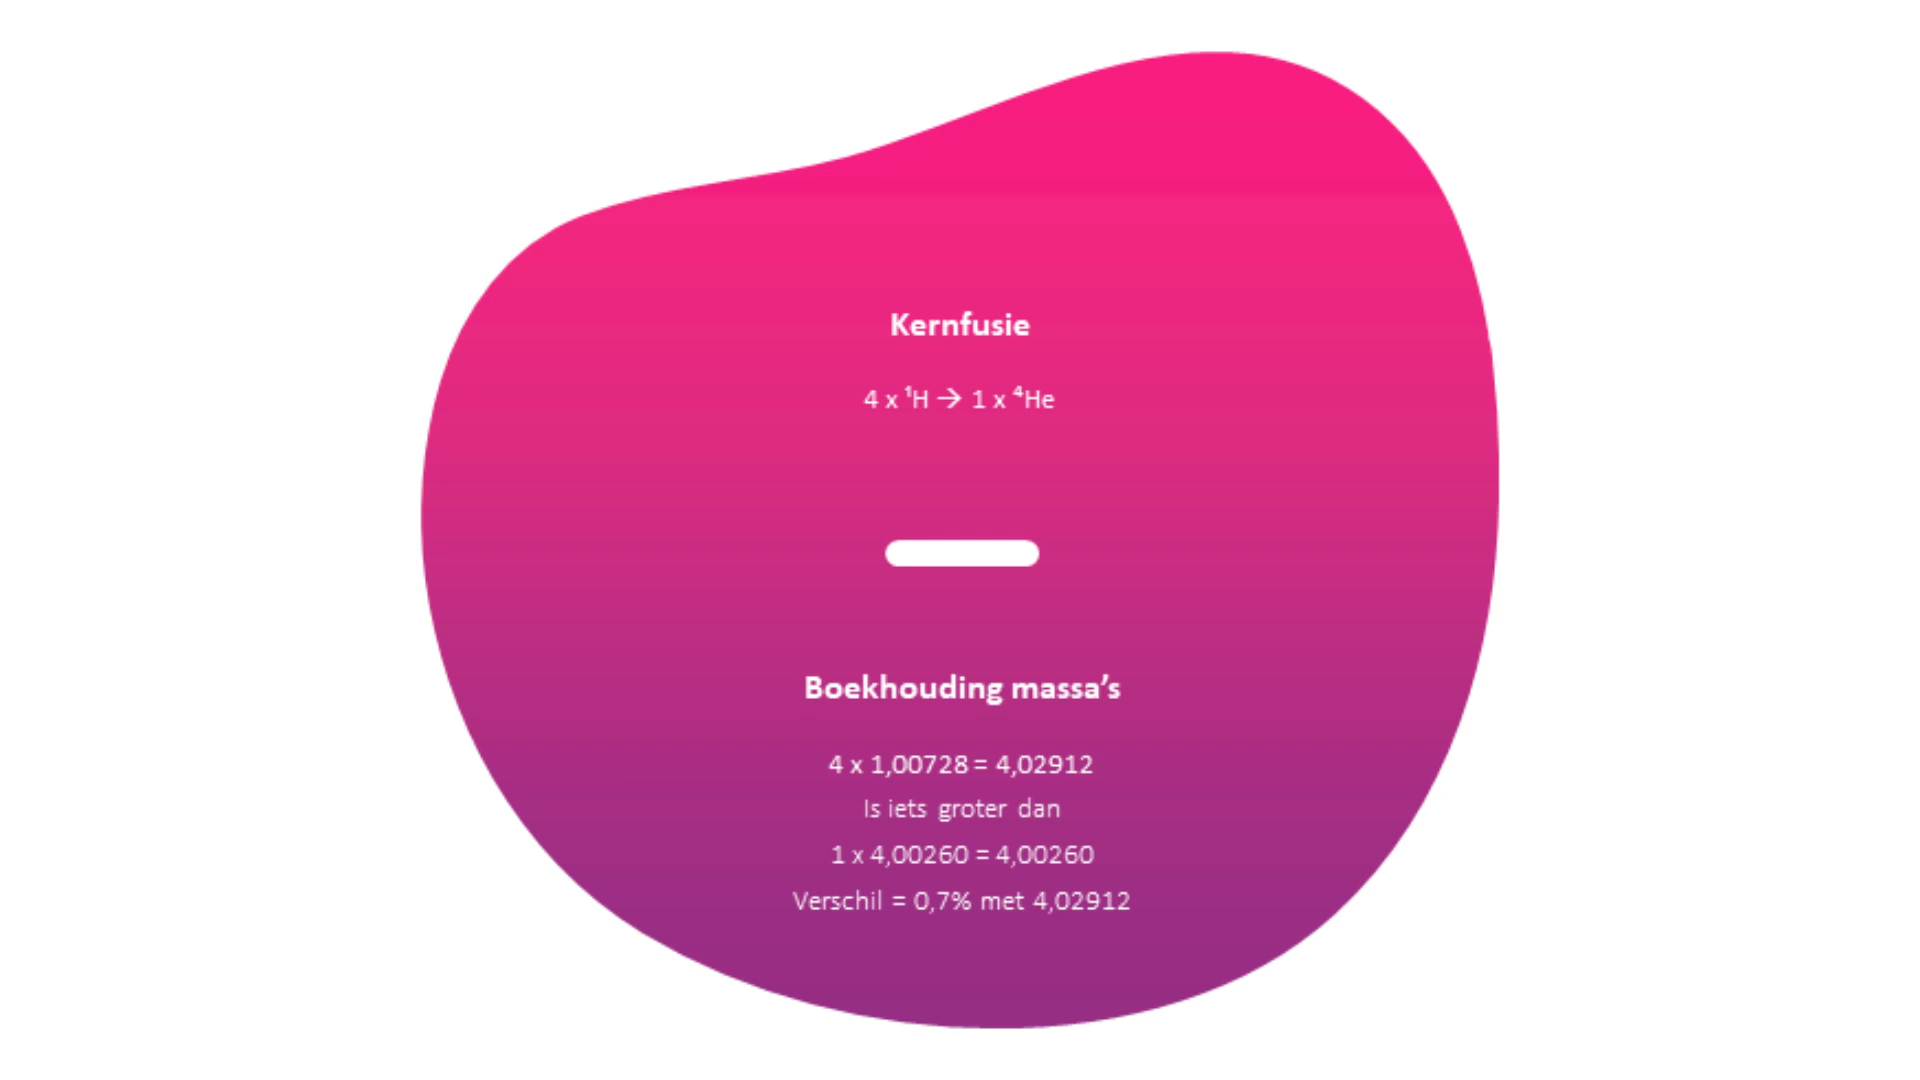 Kernfusie
4 x ¹H → 1 x ⁴He
Boekhouding massa’s
4 x 1,00728 = 4,02912
Is iets groter dan
1 x 4,00260 = 4,00260
Verschil = 0,7% met 4,02912